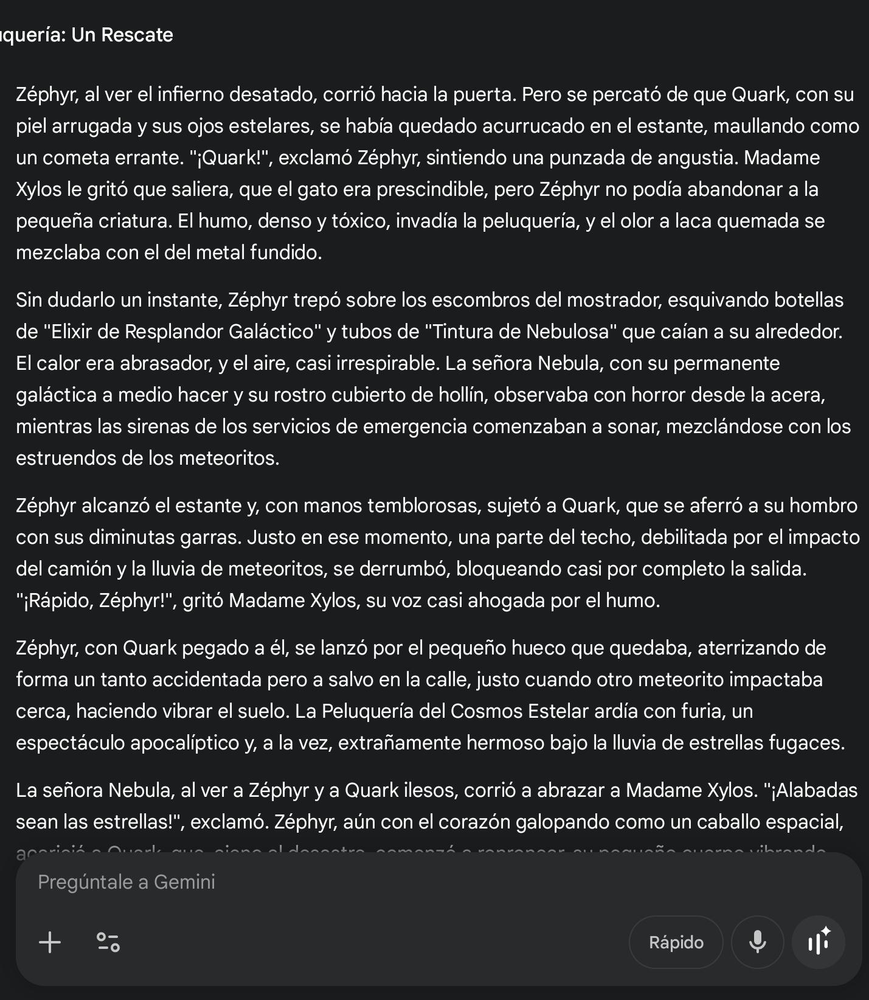 quería: Un Rescate
Zéphyr, al ver el infierno desatado, corrió hacia la puerta. Pero se percató de que Quark, con su
piel arrugada y sus ojos estelares, se había quedado acurrucado en el estante, maullando como
un cometa errante. "¡Quark!", exclamó Zéphyr, sintiendo una punzada de angustia. Madame
Xylos le gritó que saliera, que el gato era prescindible, pero Zéphyr no podía abandonar a la
pequeña criatura. El humo, denso y tóxico, invadía la peluquería, y el olor a laca quemada se
mezclaba con el del metal fundido.
Sin dudarlo un instante, Zéphyr trepó sobre los escombros del mostrador, esquivando botellas
de "Elixir de Resplandor Galáctico" y tubos de "Tintura de Nebulosa" que caían a su alrededor.
El calor era abrasador, y el aire, casi irrespirable. La señora Nebula, con su permanente
galáctica a medio hacer y su rostro cubierto de hollín, observaba con horror desde la acera,
mientras las sirenas de los servicios de emergencia comenzaban a sonar, mezclándose con los
estruendos de los meteoritos.
Zéphyr alcanzó el estante y, con manos temblorosas, sujetó a Quark, que se aferró a su hombro
con sus diminutas garras. Justo en ese momento, una parte del techo, debilitada por el impacto
del camión y la lluvia de meteoritos, se derrumbó, bloqueando casi por completo la salida.
"¡Rápido, Zéphyr!", gritó Madame Xylos, su voz casi ahogada por el humo.
Zéphyr, con Quark pegado a él, se lanzó por el pequeño hueco que quedaba, aterrizando de
forma un tanto accidentada pero a salvo en la calle, justo cuando otro meteorito impactaba
cerca, haciendo vibrar el suelo. La Peluquería del Cosmos Estelar ardía con furia, un
espectáculo apocalíptico y, a la vez, extrañamente hermoso bajo la lluvia de estrellas fugaces.
La señora Nebula, al ver a Zéphyr y a Quark ilesos, corrió a abrazar a Madame Xylos. "¡Alabadas
sean las estrellas!", exclamó. Zéphyr, aún con el corazón galopando como un caballo espacial,
acarició a Quark, que, ajeno al desastre, comenzó a ronronear, su pequeño cuerpo vibrando
Pregúntale a Gemini
Rápido